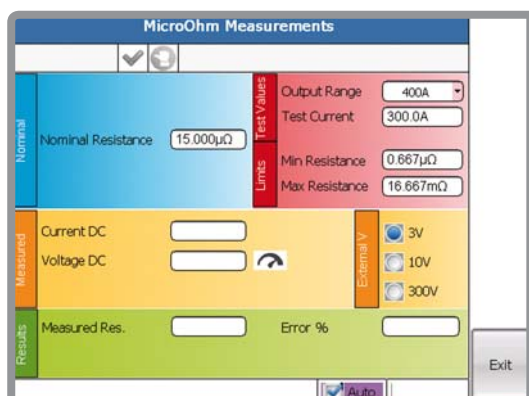 MicroOhm Measurements
Nominal
Nominal Resistance 15.000µΩ
Test Values
Output Range 400A
Test Current 300.0A
Limits
Min Resistance 0.667µΩ
Max Resistance 16.667mΩ
Measured
Current DC
Voltage DC
External V
3V
10V
300V
Results
Measured Res.
Error %
Exit
Auto